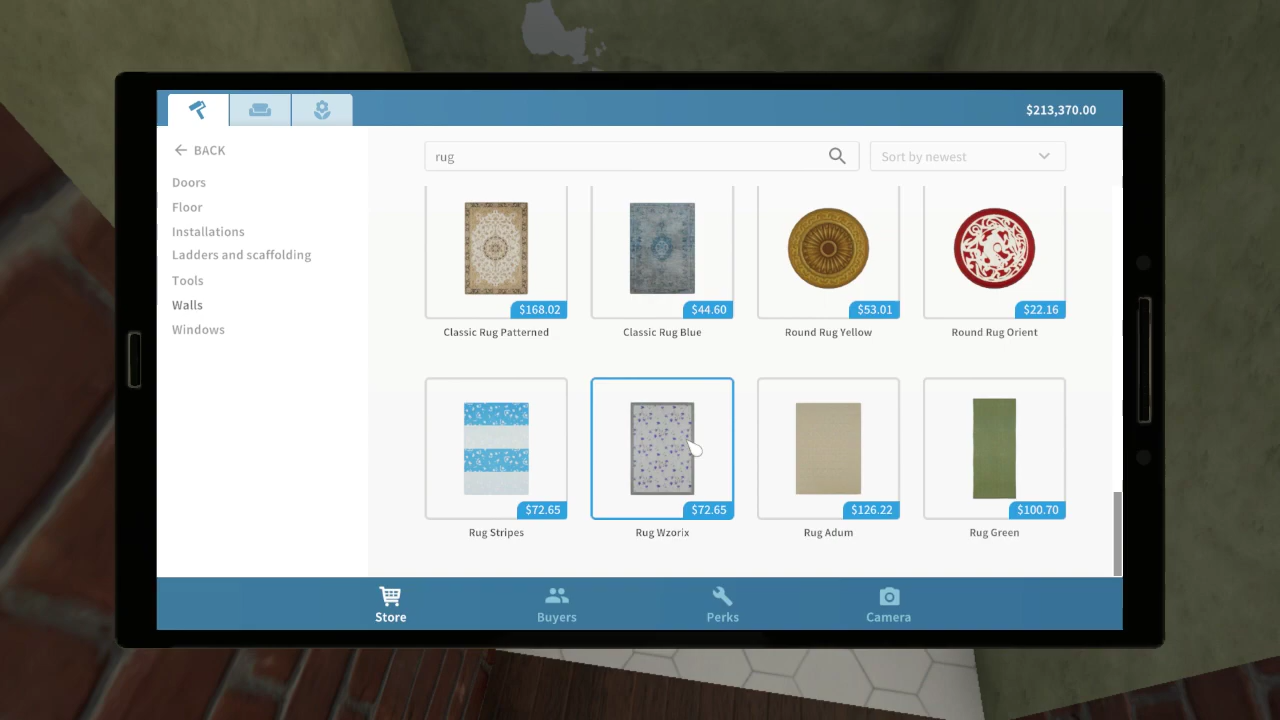 $213,370.00
BACK
rug
Sort by newest
Doors
Floor
Installations
Ladders and scaffolding
Tools
Walls
Windows
$168.02
$44.60
$53.01
$22.16
Classic Rug Patterned
Classic Rug Blue
Round Rug Yellow
Round Rug Orient
$72.65
$72.65
$126.22
$100.70
Rug Stripes
Rug Wzorix
Rug Adum
Rug Green
Store
Buyers
Perks
Camera